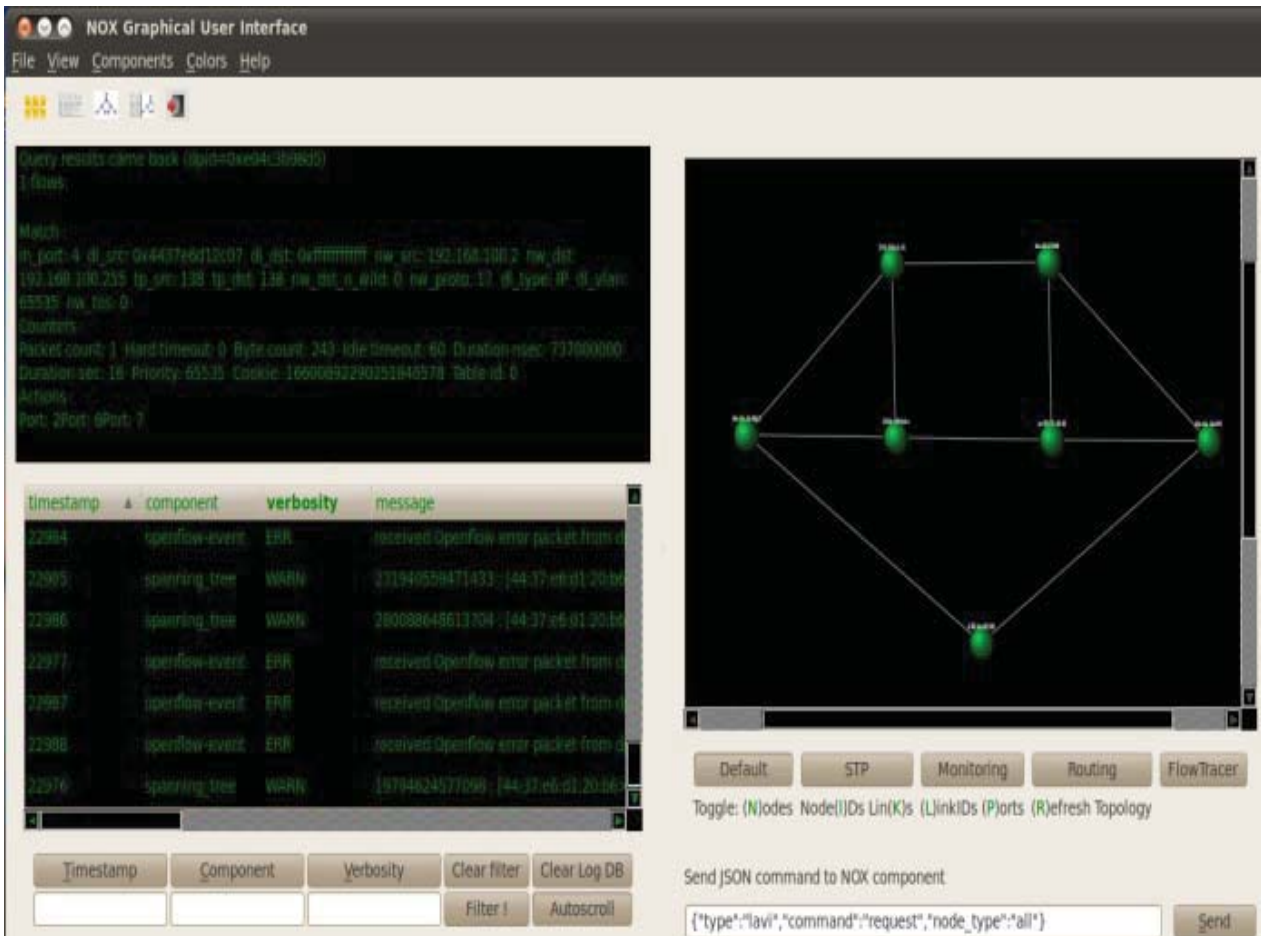 NOX Graphical User Interface
File View Components Colors Help
Query results came back
1 flows
Match
in_port: 4 dl_src: 0x4437e6d12c07 dl_dst: 0xffffffffffff nw_src: 192.168.100.2 nw_dst:
192.168.100.255 tp_src: 138 tp_dst: 138 nw_dst_n_wild: 0 nw_proto: 17 dl_type: IP dl_vlan:
65535 nw_tos: 0
Counters
Packet count: 1 Hard timeout: 0 Byte count: 243 Idle timeout: 60 Duration nsec: 737000000
Duration sec: 16 Priority: 65535 Cookie: Table id: 0
Actions
Port: 2Port: 6Port: 7
timestamp component verbosity message
22984 openflow-event ERR received Openflow error packet from d
22985 spanning_tree WARN 231940559471433 : [44:37:e6:d1:20:b6
22986 spanning_tree WARN 280088648613704 : [44:37:e6:d1:20:b6
22977 openflow-event ERR received Openflow error packet from d
22987 openflow-event ERR received Openflow error packet from d
22988 openflow-event ERR received Openflow error packet from d
22976 spanning_tree WARN 19784624577098 : [44:37:e6:d1:20:b6
Timestamp Component Verbosity Clear filter Clear Log DB
Filter ! Autoscroll
Default STP Monitoring Routing FlowTracer
Toggle: (N)odes Node(I)Ds Lin(K)s (L)inkIDs (P)orts (R)efresh Topology
Send JSON command to NOX component
{"type":"lavi","command":"request","node_type":"all"} Send